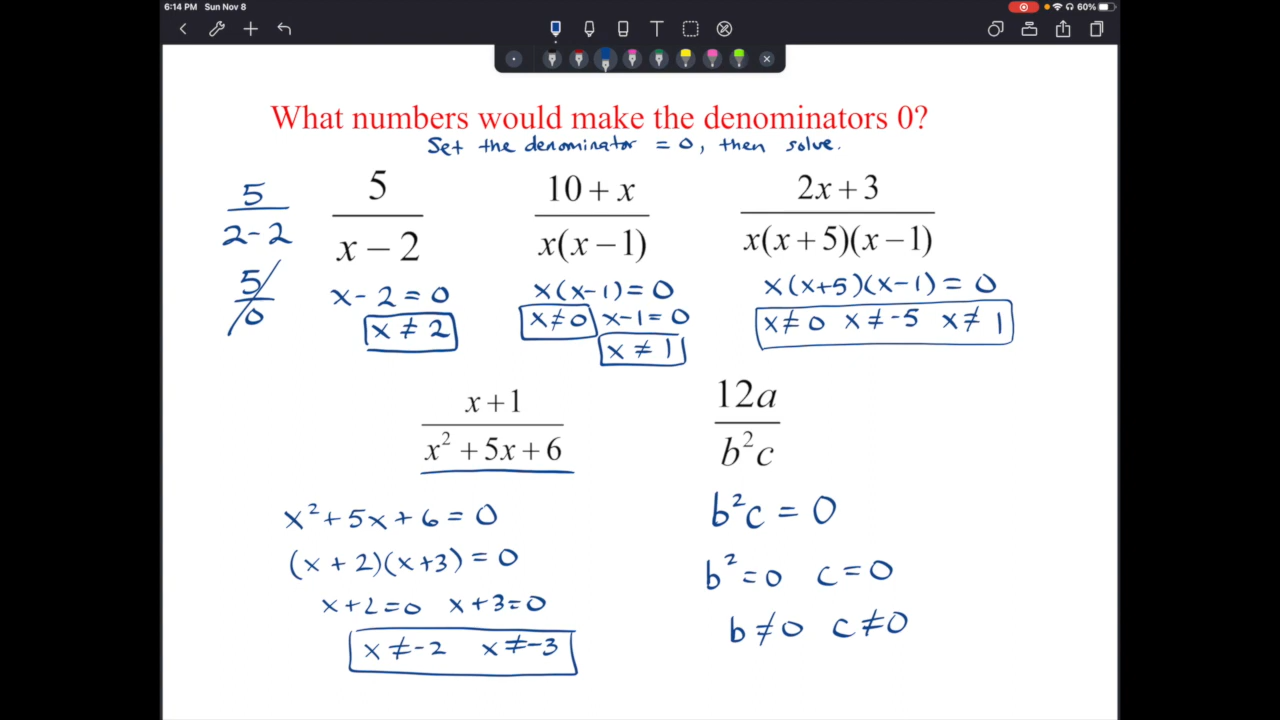 6:14 PM Sun Nov 8
60%
T
What numbers would make the denominators 0?
Set the denominator = 0, then solve.
5/(2-2)
5/0
5/(x − 2)
x - 2 = 0
x ≠ 2
(10 + x)/(x(x − 1))
x(x-1) = 0
x≠0 x-1=0
x ≠ 1
(2x + 3)/(x(x + 5)(x − 1))
x(x+5)(x-1) = 0
x≠0 x≠-5 x≠1
(x + 1)/(x² + 5x + 6)
x² + 5x + 6 = 0
(x + 2)(x+3) = 0
x+2=0 x+3=0
x≠-2 x≠-3
12a/(b²c)
b²c = 0
b²=0 c=0
b≠0 c≠0